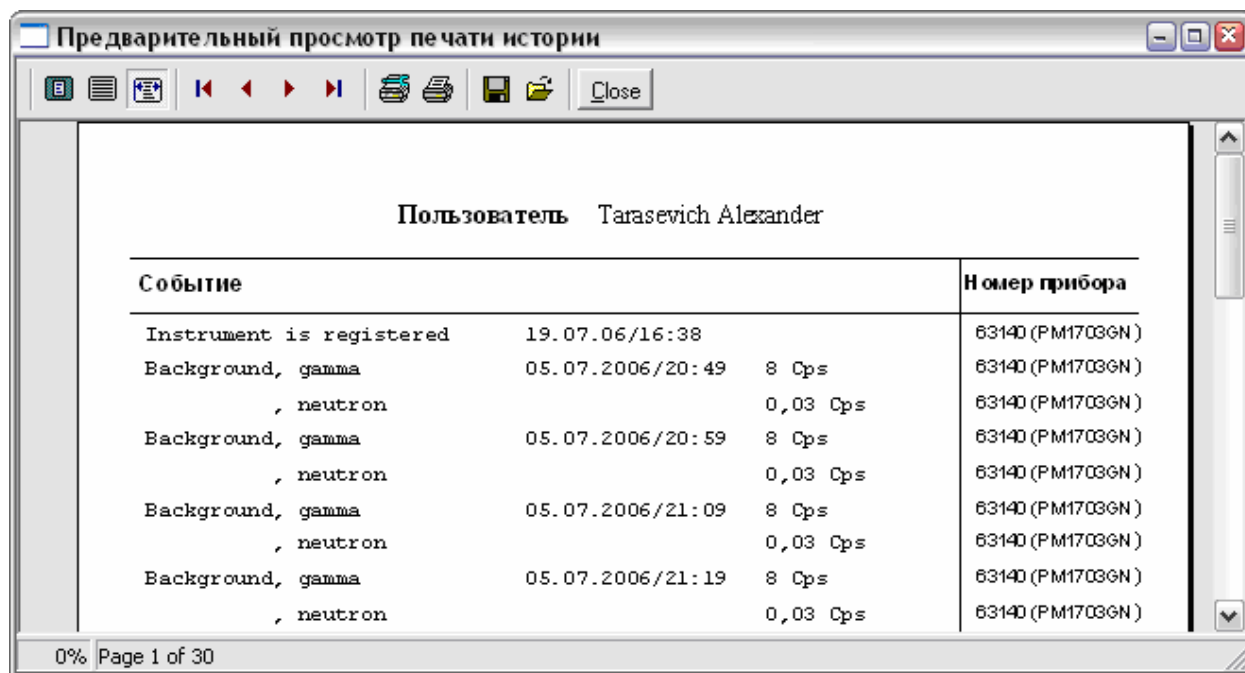 Предварительный просмотр печати истории
Close
Пользователь Tarasevich Alexander
Событие Номер прибора
Instrument is registered 19.07.06/16:38 63140 (PM1703GN)
Background, gamma 05.07.2006/20:49 8 Cps 63140 (PM1703GN)
, neutron 0,03 Cps 63140 (PM1703GN)
Background, gamma 05.07.2006/20:59 8 Cps 63140 (PM1703GN)
, neutron 0,03 Cps 63140 (PM1703GN)
Background, gamma 05.07.2006/21:09 8 Cps 63140 (PM1703GN)
, neutron 0,03 Cps 63140 (PM1703GN)
Background, gamma 05.07.2006/21:19 8 Cps 63140 (PM1703GN)
, neutron 0,03 Cps 63140 (PM1703GN)
0% Page 1 of 30